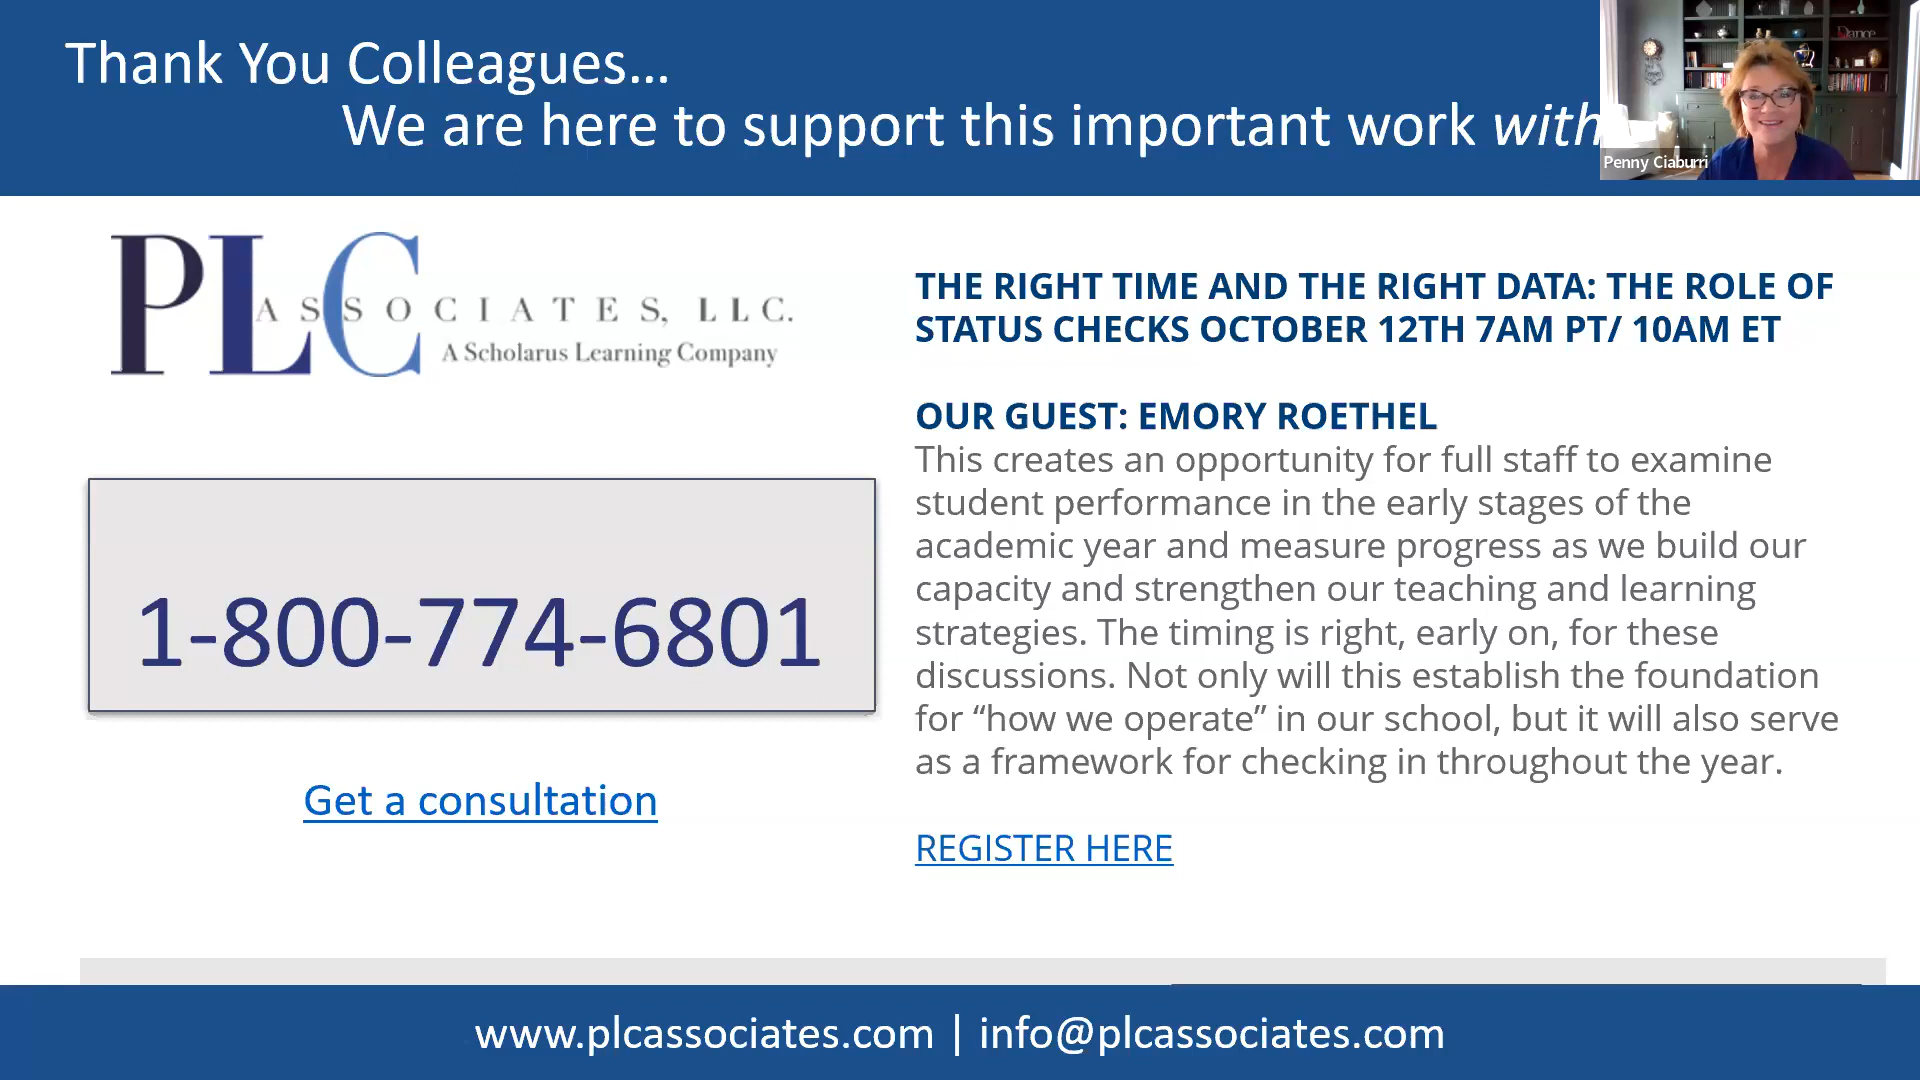 Thank You Colleagues...
We are here to support this important work with
Dance
Penny Ciaburri
PLC
ASSOCIATES, LLC.
A Scholarus Learning Company
1-800-774-6801
Get a consultation
THE RIGHT TIME AND THE RIGHT DATA: THE ROLE OF
STATUS CHECKS OCTOBER 12TH 7AM PT/ 10AM ET
OUR GUEST: EMORY ROETHEL
This creates an opportunity for full staff to examine
student performance in the early stages of the
academic year and measure progress as we build our
capacity and strengthen our teaching and learning
strategies. The timing is right, early on, for these
discussions. Not only will this establish the foundation
for “how we operate” in our school, but it will also serve
as a framework for checking in throughout the year.
REGISTER HERE
www.plcassociates.com | info@plcassociates.com